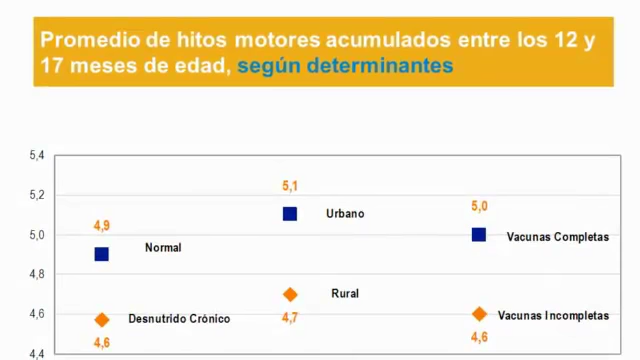 Promedio de hitos motores acumulados entre los 12 y
17 meses de edad, según determinantes
5,4
5,2
5,0
4,8
4,6
4,4
4,9
Normal
5,1
Urbano
5,0
Vacunas Completas
Desnutrido Crónico
4,6
Rural
4,7
Vacunas Incompletas
4,6